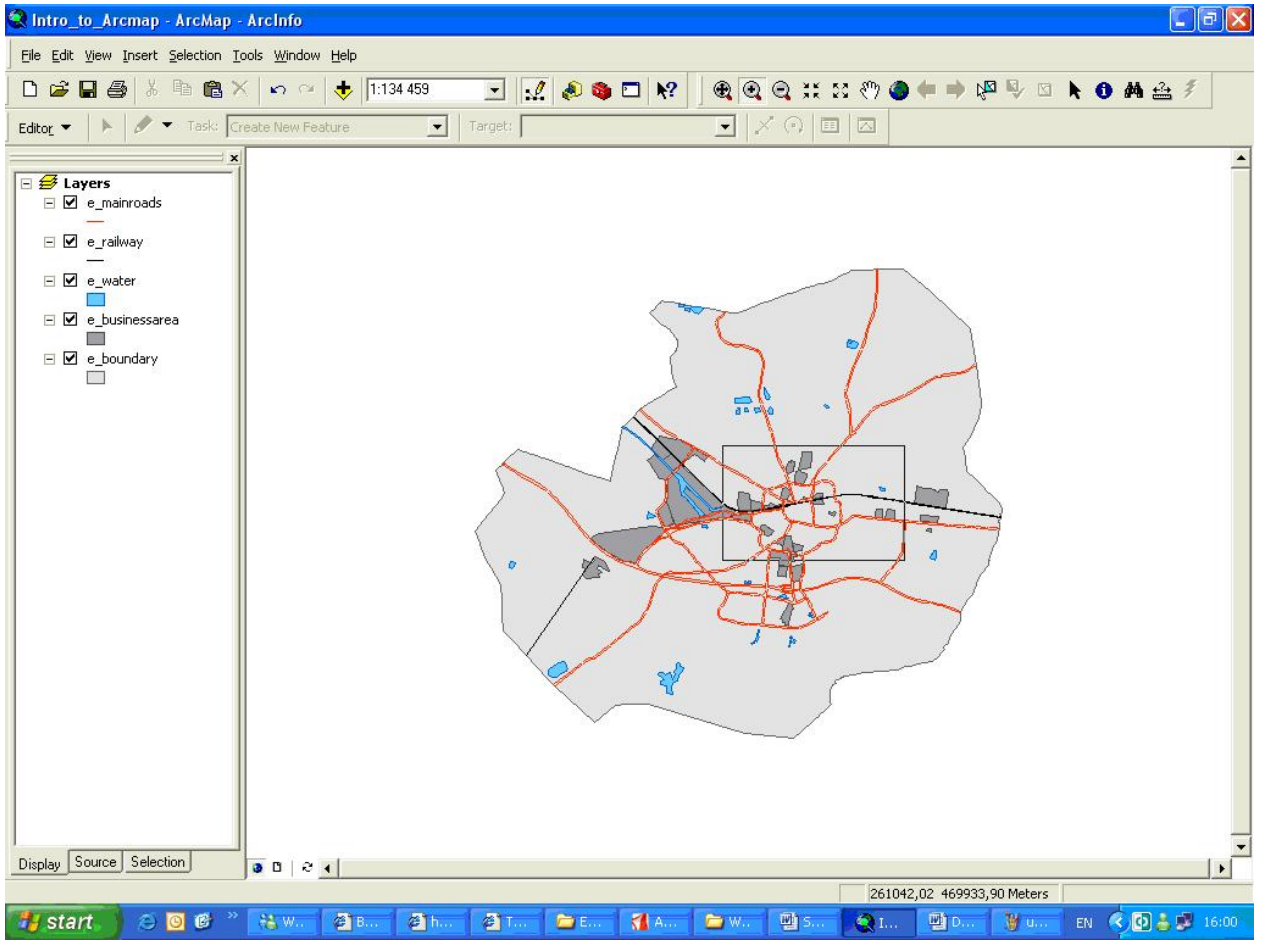 Intro_to_Arcmap - ArcMap - ArcInfo
File Edit View Insert Selection Tools Window Help
1:134 459
Editor Task: Create New Feature Target:
Layers
e_mainroads
e_railway
e_water
e_businessarea
e_boundary
Display Source Selection
261042,02 469933,90 Meters
start W... B... h... T... E... A... W... S... I... D... u... EN 16:00